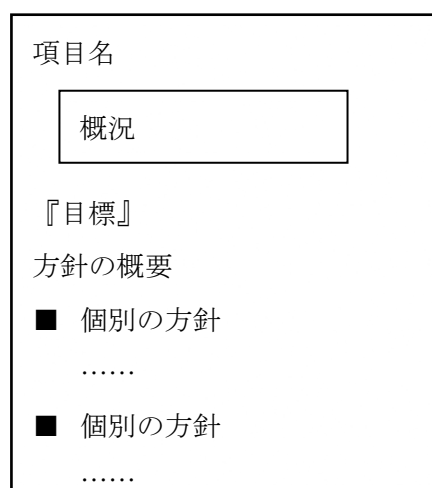 項目名
概況
『目標』
方針の概要
■ 個別の方針
……
■ 個別の方針
……